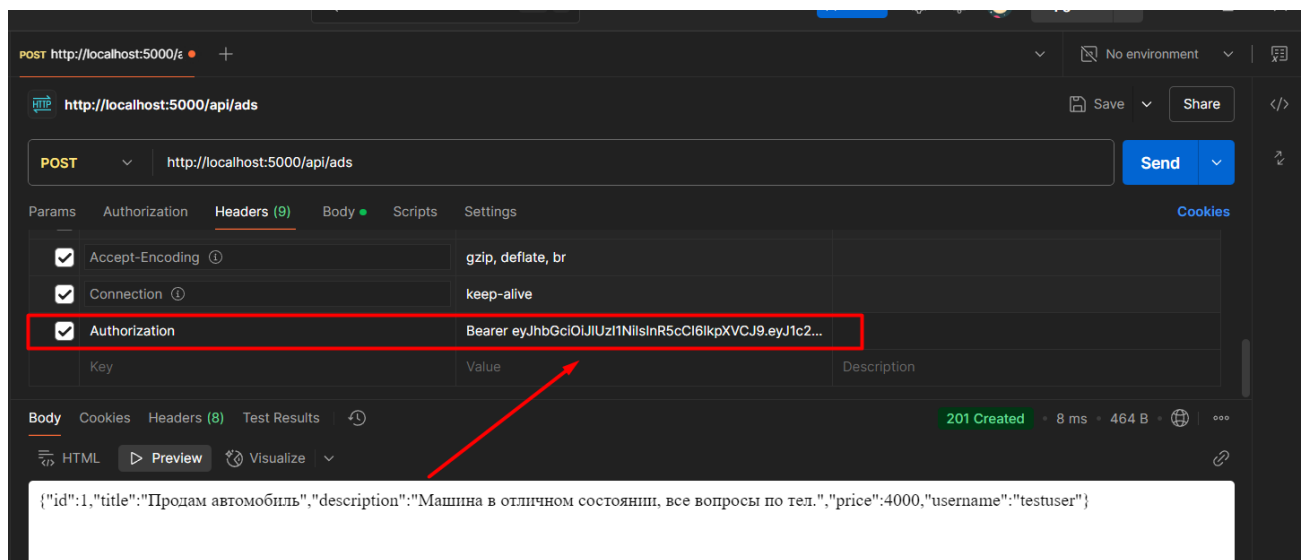 POST http://localhost:5000/a
No environment
HTTP http://localhost:5000/api/ads
Save Share
POST http://localhost:5000/api/ads Send
Params Authorization Headers (9) Body Scripts Settings Cookies
Accept-Encoding gzip, deflate, br
Connection keep-alive
Authorization Bearer eyJhbGciOiJIUzI1NiIsInR5cCI6IkpXVCJ9.eyJ1c2...
Key Value Description
Body Cookies Headers (8) Test Results 201 Created 8 ms 464 B
HTML Preview Visualize
{"id":1,"title":"Продам автомобиль","description":"Машина в отличном состоянии, все вопросы по тел.","price":4000,"username":"testuser"}